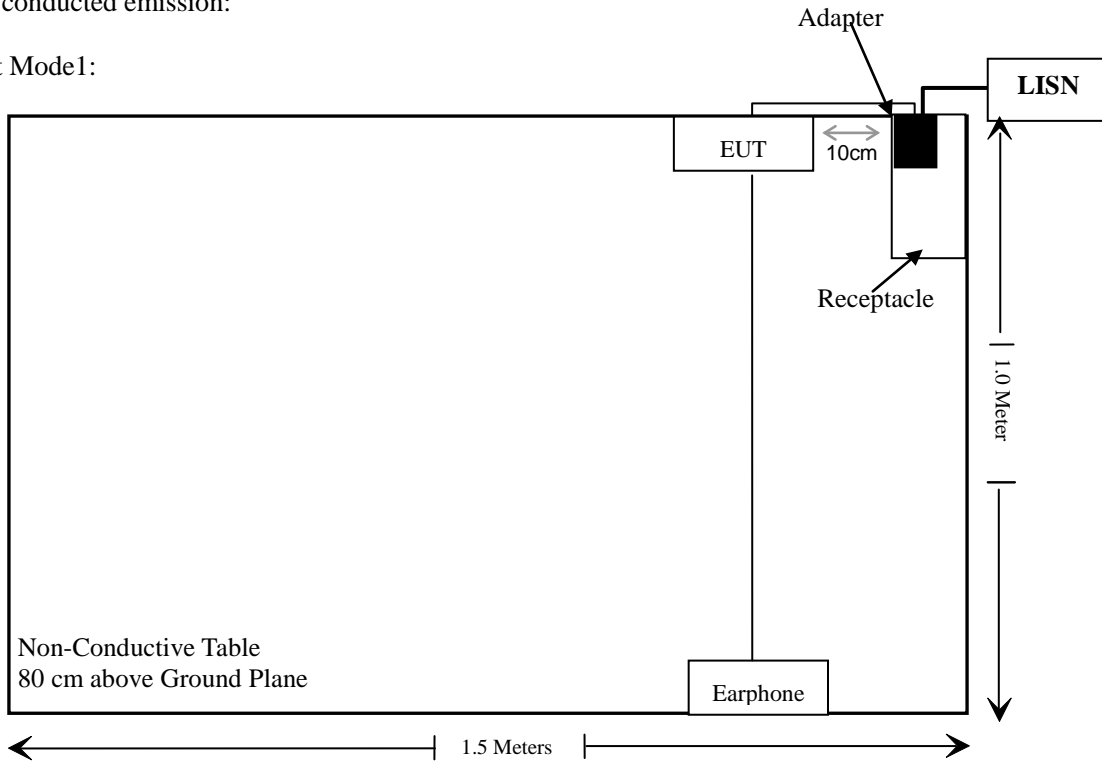 conducted emission:
Adapter
Mode1:
LISN
EUT
10cm
Receptacle
1.0 Meter
Non-Conductive Table
80 cm above Ground Plane
Earphone
1.5 Meters